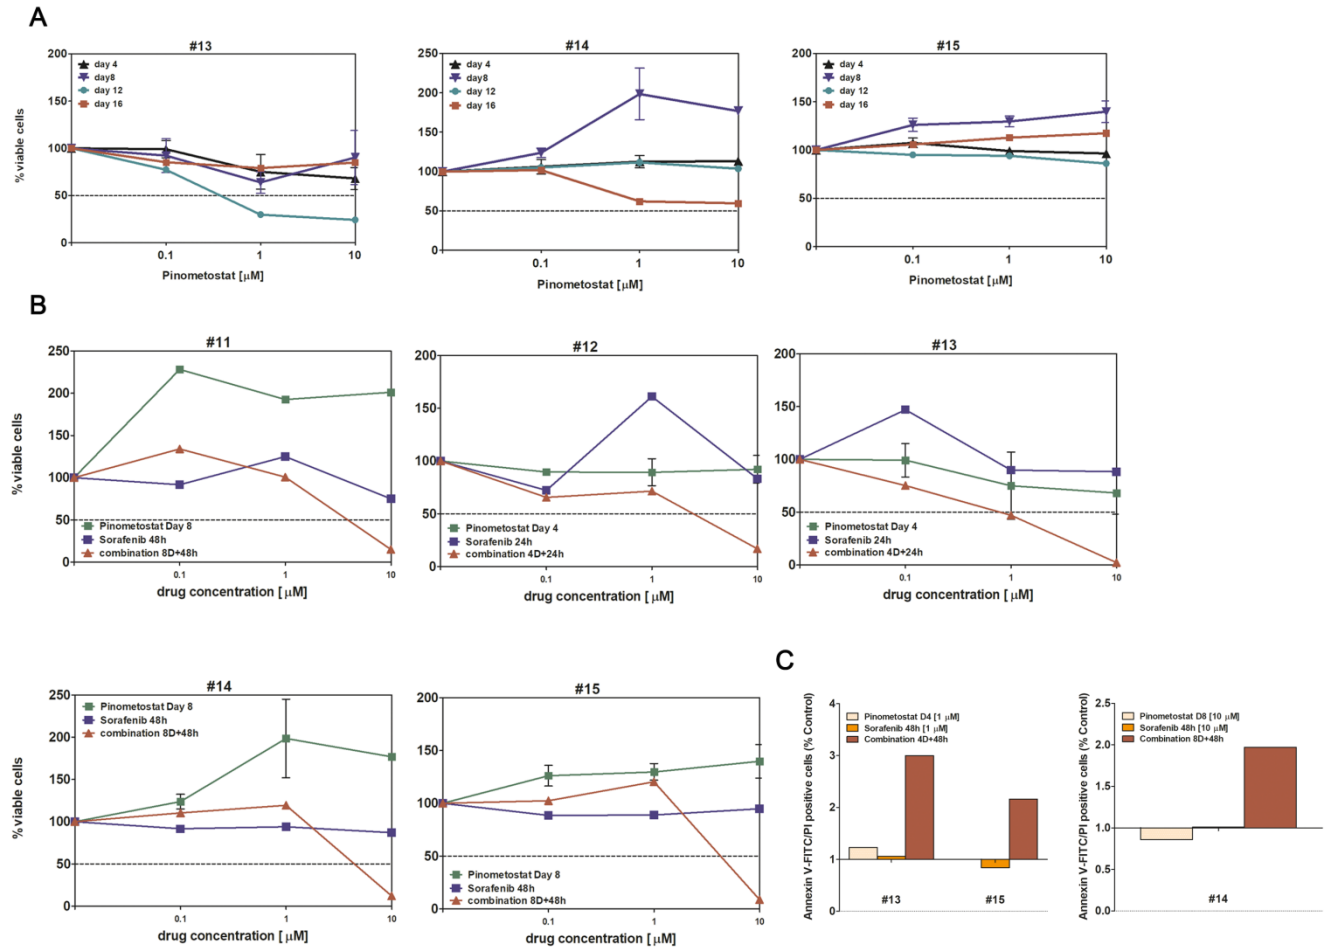 A
#13
200
150
100
50
0
% viable cells
day 4
day8
day 12
day 16
0.1
1
10
Pinometostat [μM]
#14
250
200
150
100
50
0
day 4
day8
day 12
day 16
0.1
1
10
Pinometostat [μM]
#15
200
150
100
50
0
day 4
day8
day 12
day 16
0.1
1
10
Pinometostat [μM]
B
#11
250
200
150
100
50
0
% viable cells
Pinometostat Day 8
Sorafenib 48h
combination 8D+48h
0.1
1
10
drug concentration [ μM]
#12
200
150
100
50
0
Pinometostat Day 4
Sorafenib 24h
combination 4D+24h
0.1
1
10
drug concentration [ μM]
#13
200
150
100
50
0
Pinometostat Day 4
Sorafenib 24h
combination 4D+24h
0.1
1
10
drug concentration [ μM]
#14
250
200
150
100
50
0
% viable cells
Pinometostat Day 8
Sorafenib 48h
combination 8D+48h
0.1
1
10
drug concentration [ μM]
#15
200
150
100
50
0
Pinometostat Day 8
Sorafenib 48h
combination 8D+48h
0.1
1
10
drug concentration [ μM]
C
Annexin V-FITC/PI positive cells (% Control)
4
3
2
1
0
Pinometostat D4 [1 μM]
Sorafenib 48h [1 μM]
Combination 4D+48h
#13
#15
Annexin V-FITC/PI positive cells (% Control)
2.5
2.0
1.5
1.0
0.5
0.0
Pinometostat D8 [10 μM]
Sorafenib 48h [10 μM]
Combination 8D+48h
#14